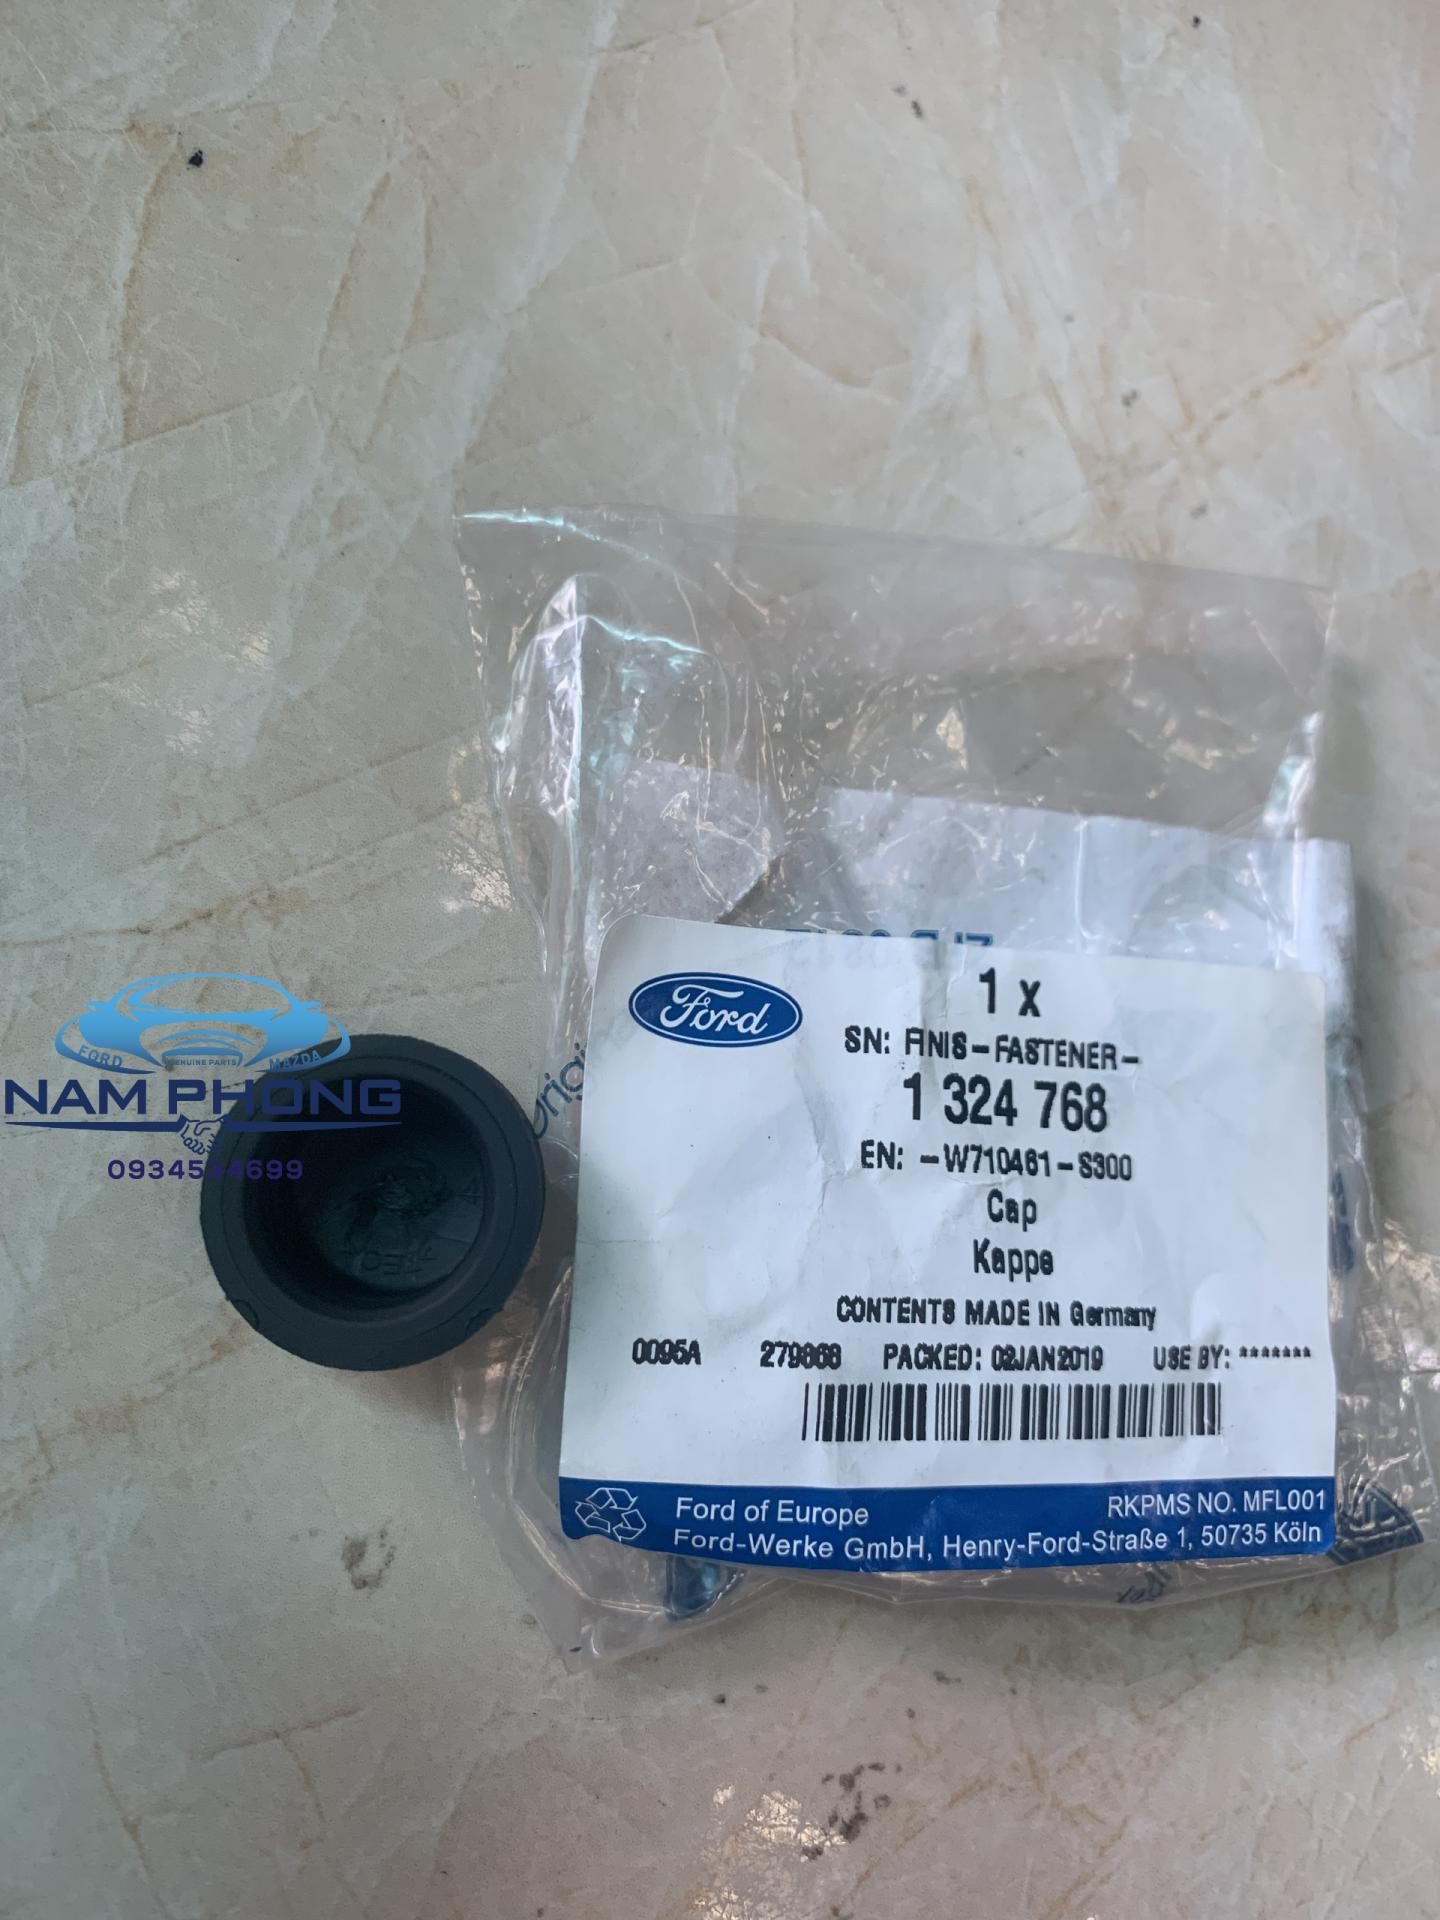 Ford
1 x
SN: FINIS-FASTENER-
1 324 768
EN: -W710461-S300
Cap
Kappe
CONTENTS MADE IN Germany
0095A 279868 PACKED: 02JAN2019 USE BY: *******
Ford of Europe RKPMS NO. MFL001
Ford-Werke GmbH, Henry-Ford-Straße 1, 50735 Köln
FORD GENUINE PARTS MAZDA
NAM PHONG
0934534699